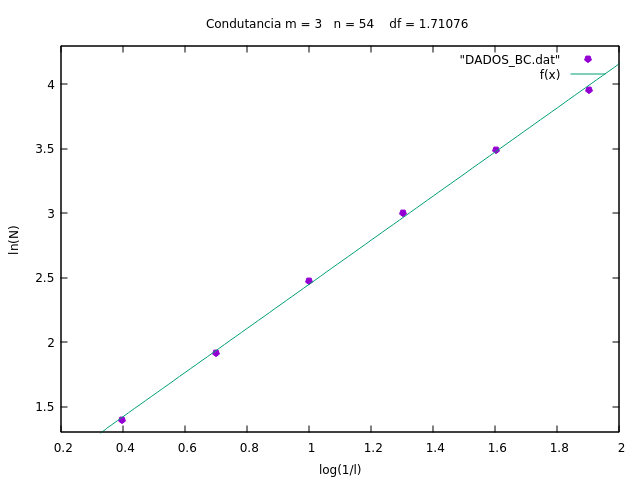 Condutancia m = 3 n = 54 df = 1.71076
"DADOS_BC.dat"
f(x)
4
3.5
3
2.5
2
1.5
ln(N)
0.2 0.4 0.6 0.8 1 1.2 1.4 1.6 1.8 2
log(1/l)